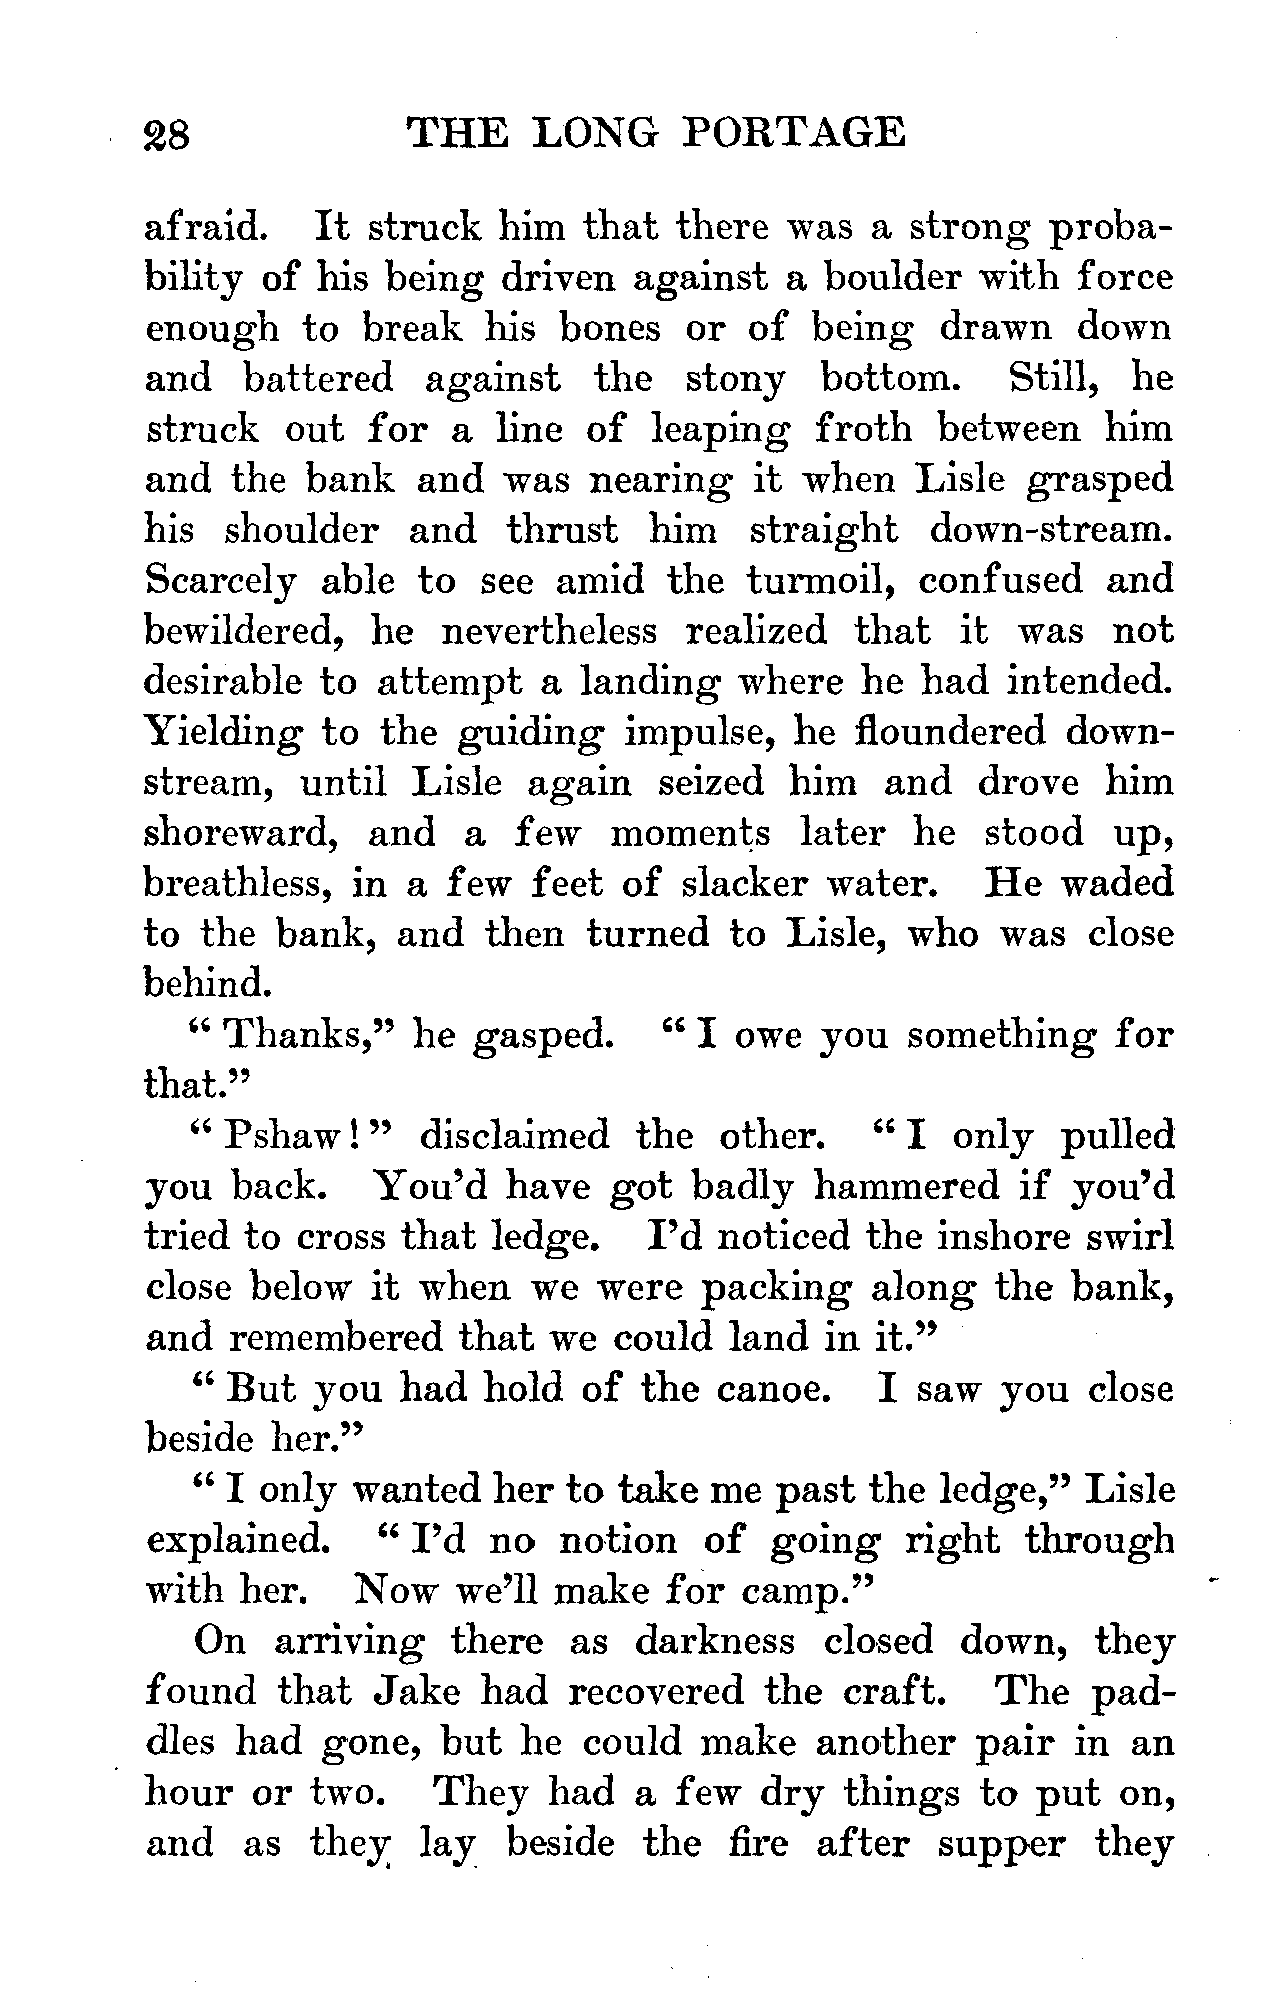 28 THE LONG PORTAGE
afraid. It struck him that there was a strong proba-
bility of his being driven against a boulder with force
enough to break his bones or of being drawn down
and battered against the stony bottom. Still, he
struck out for a line of leaping froth between him
and the bank and was nearing it when Lisle grasped
his shoulder and thrust him straight down-stream.
Scarcely able to see amid the turmoil, confused and
bewildered, he nevertheless realized that it was not
desirable to attempt a landing where he had intended.
Yielding to the guiding impulse, he floundered down-
stream, until Lisle again seized him and drove him
shoreward, and a few moments later he stood up,
breathless, in a few feet of slacker water. He waded
to the bank, and then turned to Lisle, who was close
behind.
“ Thanks,” he gasped. “ I owe you something for
that.”
“ Pshaw! ” disclaimed the other. “ I only pulled
you back. You’d have got badly hammered if you’d
tried to cross that ledge. I’d noticed the inshore swirl
close below it when we were packing along the bank,
and remembered that we could land in it.”
“ But you had hold of the canoe. I saw you close
beside her.”
“ I only wanted her to take me past the ledge,” Lisle
explained. “ I’d no notion of going right through
with her. Now we’ll make for camp.”
On arriving there as darkness closed down, they
found that Jake had recovered the craft. The pad-
dles had gone, but he could make another pair in an
hour or two. They had a few dry things to put on,
and as they lay beside the fire after supper they